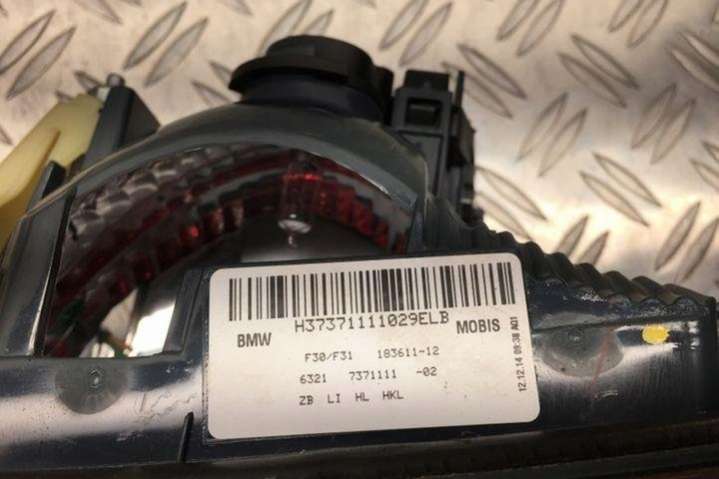 BMW H37371111029ELB MOBIS
F30/F31 183611-12
6321 7371111 -02
ZB LI HL HKL
12.12.14 09:38 A01